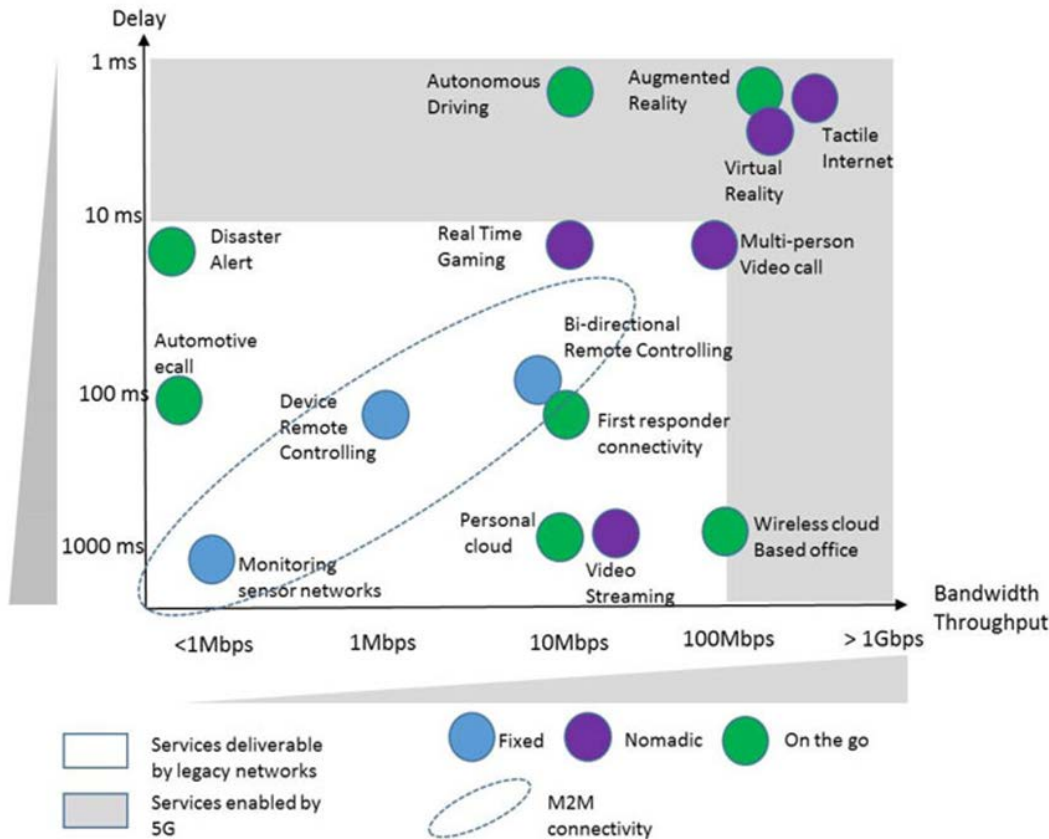 Delay
1 ms
Autonomous
Driving
Augmented
Reality
Tactile
Internet
Virtual
Reality
10 ms
Disaster
Alert
Real Time
Gaming
Multi-person
Video call
Automotive
ecall
Bi-directional
Remote Controlling
100 ms
Device
Remote
Controlling
First responder
connectivity
1000 ms
Monitoring
sensor networks
Personal
cloud
Video
Streaming
Wireless cloud
Based office
Bandwidth
Throughput
<1Mbps
1Mbps
10Mbps
100Mbps
> 1Gbps
Services deliverable
by legacy networks
Fixed
Nomadic
On the go
Services enabled by
5G
M2M
connectivity